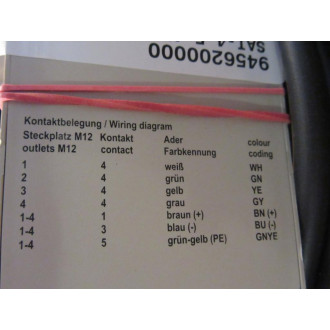 9456200000
Kontaktbelegung / Wiring diagram
Steckplatz M12 Kontakt Ader colour
outlets M12 contact Farbkennung coding
1 4 weiß WH
2 4 grün GN
3 4 gelb YE
4 4 grau GY
1-4 1 braun (+) BN (+)
1-4 3 blau (-) BU (-)
1-4 5 grün-gelb (PE) GNYE